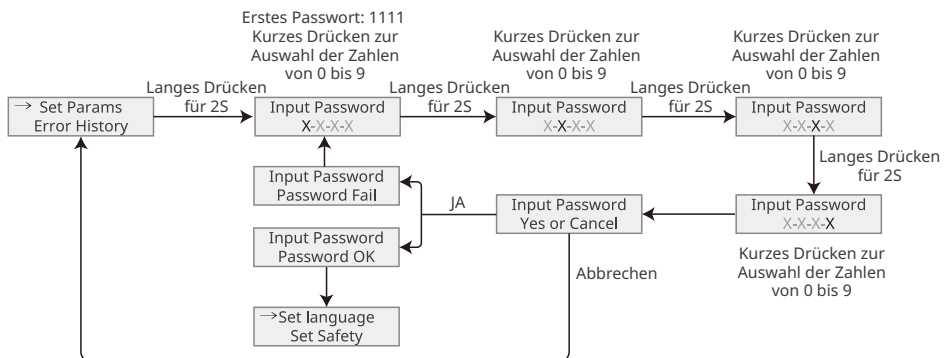 Erstes Passwort: 1111
Kurzes Drücken zur
Auswahl der Zahlen
von 0 bis 9
Kurzes Drücken zur
Auswahl der Zahlen
von 0 bis 9
Kurzes Drücken zur
Auswahl der Zahlen
von 0 bis 9
→ Set Params
Error History
Langes Drücken
für 2S
Input Password
X-X-X-X
Langes Drücken
für 2S
Input Password
X-X-X-X
Langes Drücken
für 2S
Input Password
X-X-X-X
Langes Drücken
für 2S
Input Password
Password Fail
JA
Input Password
Yes or Cancel
Input Password
X-X-X-X
Input Password
Password OK
Kurzes Drücken zur
Auswahl der Zahlen
von 0 bis 9
Abbrechen
→Set language
Set Safety